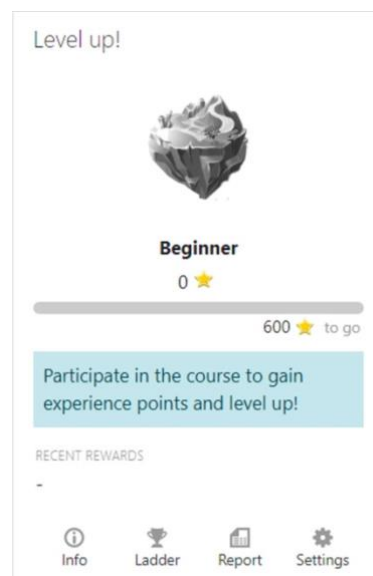 Level up!
Beginner
0
600 to go
Participate in the course to gain
experience points and level up!
RECENT REWARDS
-
Info Ladder Report Settings